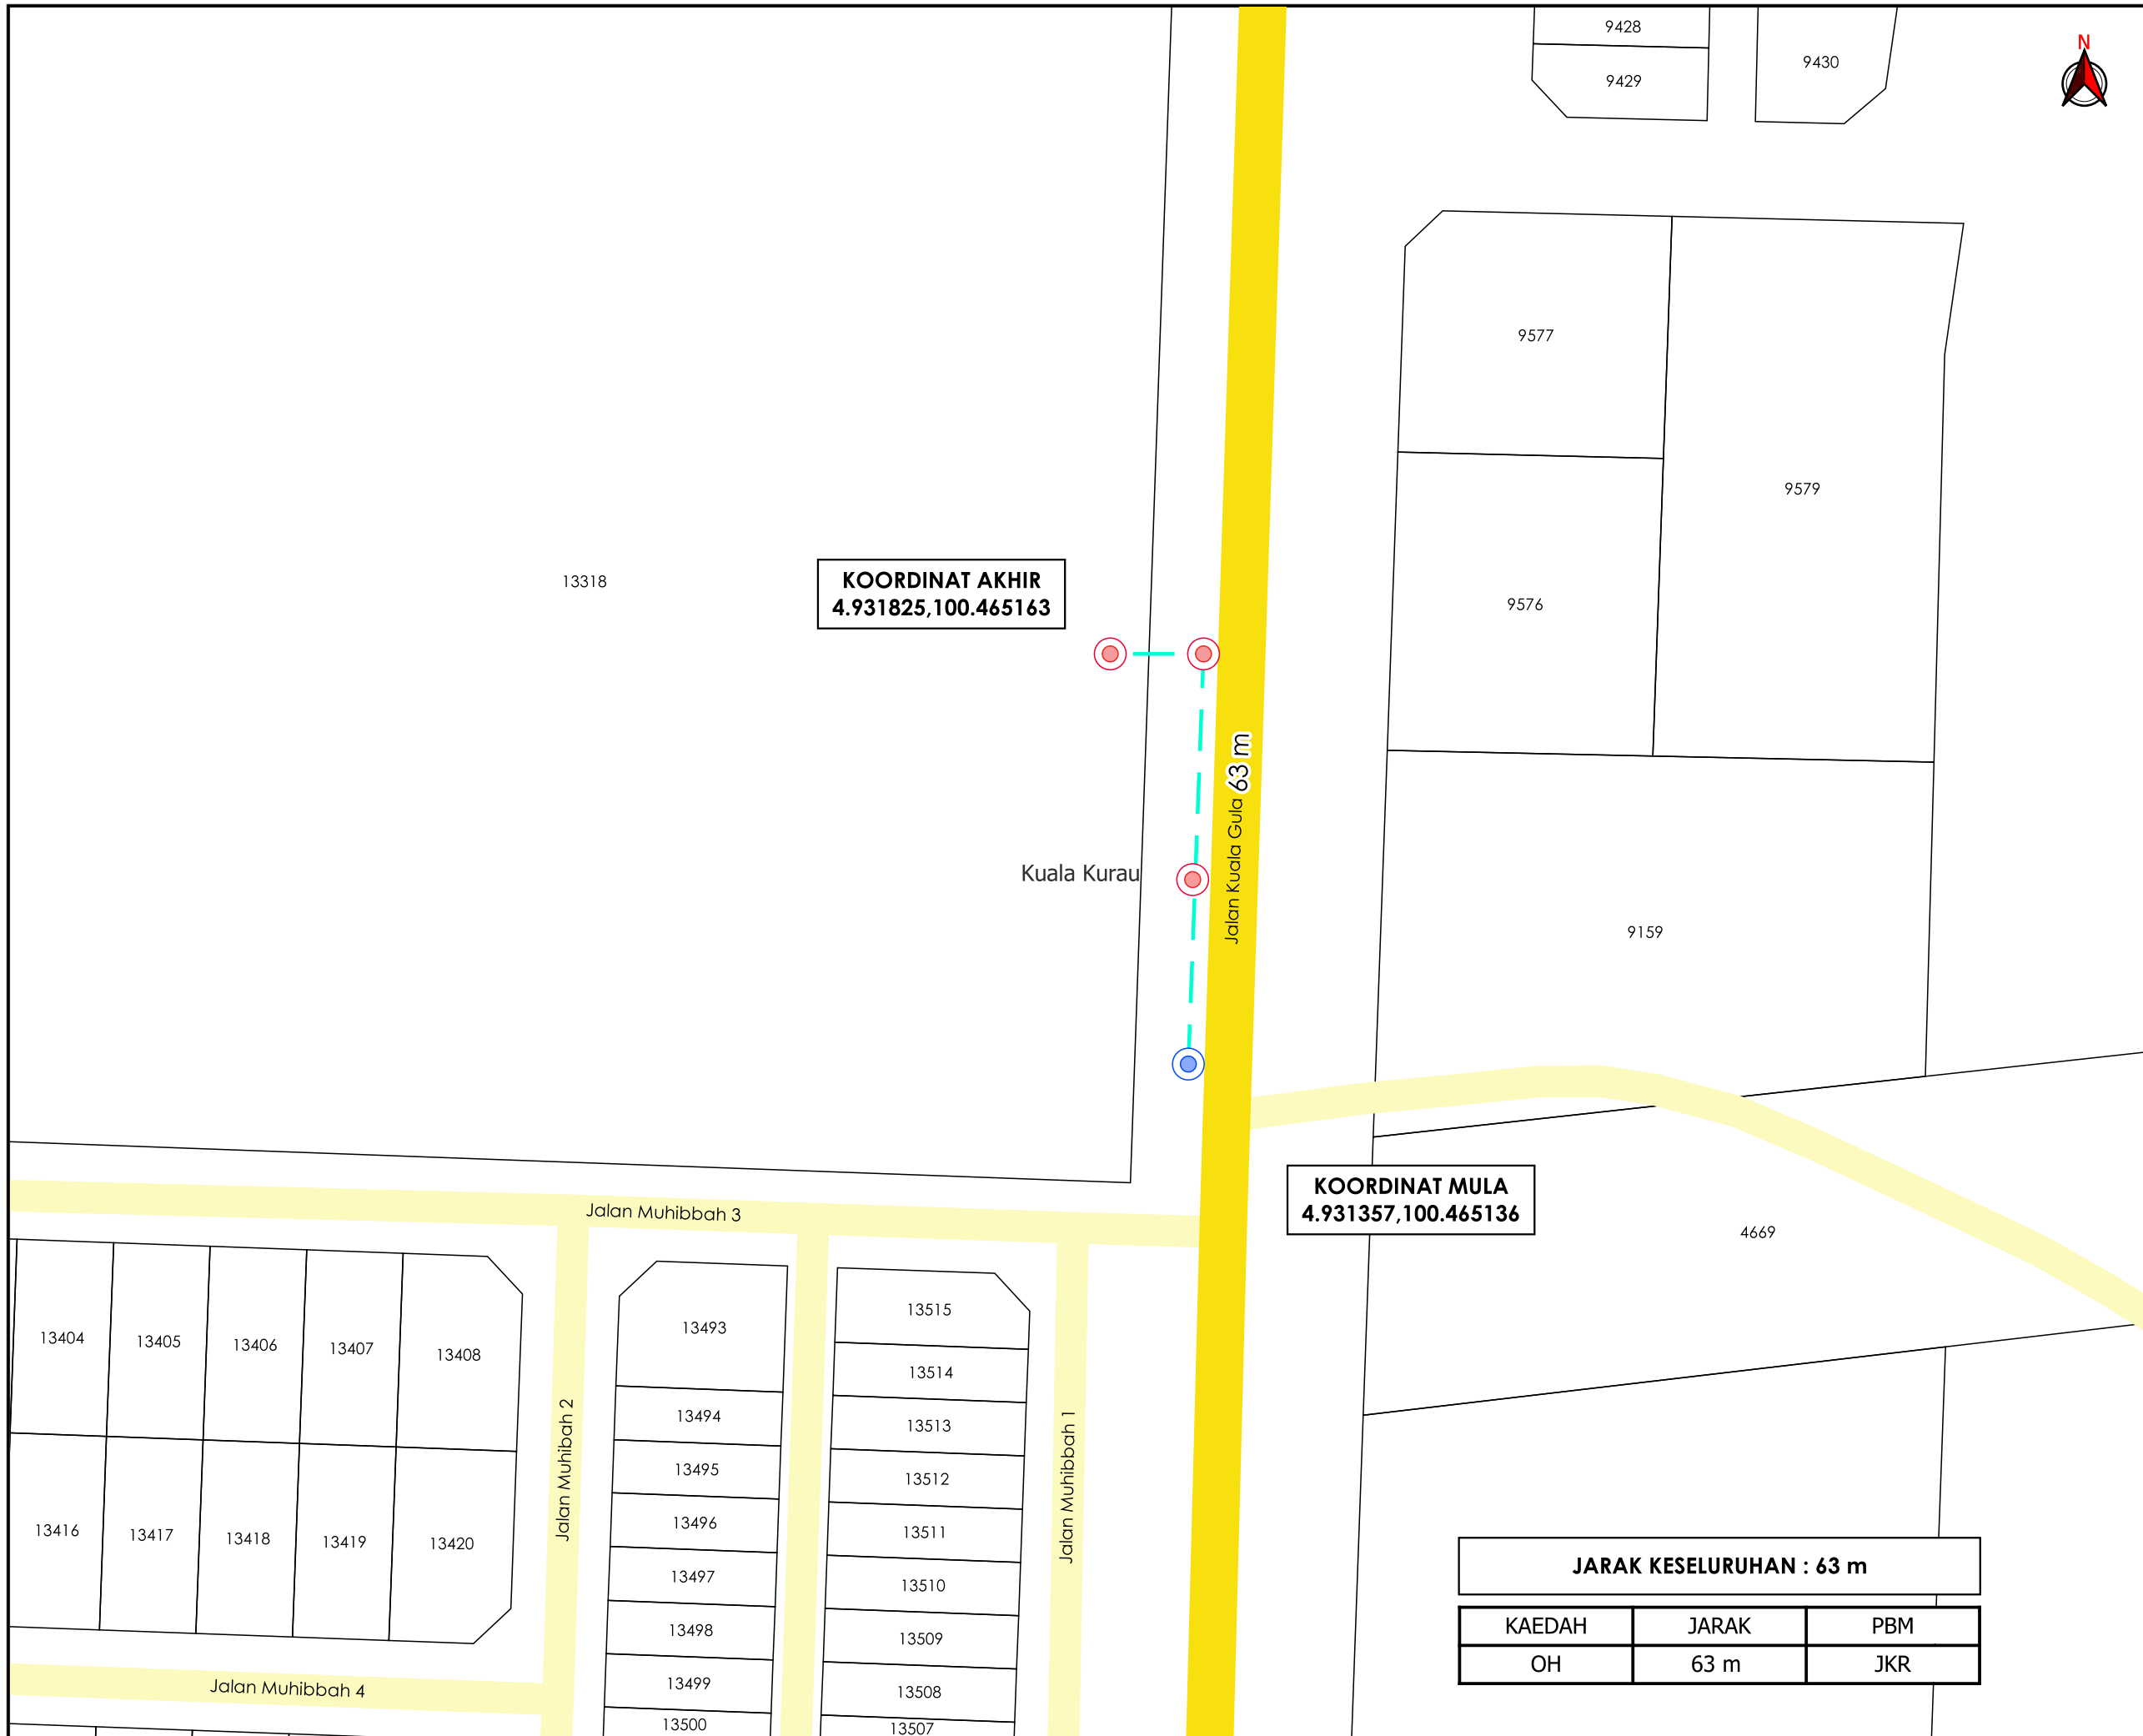 9428
9429
9430
N
9577
9579
9576
13318
KOORDINAT AKHIR
4.931825,100.465163
63 m
Jalan Kuala Gula
Kuala Kurau
9159
KOORDINAT MULA
4.931357,100.465136
4669
Jalan Muhibbah 3
13404
13405
13406
13407
13408
13416
13417
13418
13419
13420
Jalan Muhibah 2
13493
13494
13495
13496
13497
13498
13499
13500
13515
13514
13513
13512
13511
13510
13509
13508
13507
Jalan Muhibbah 1
Jalan Muhibbah 4
JARAK KESELURUHAN : 63 m
KAEDAH JARAK PBM
OH 63 m JKR